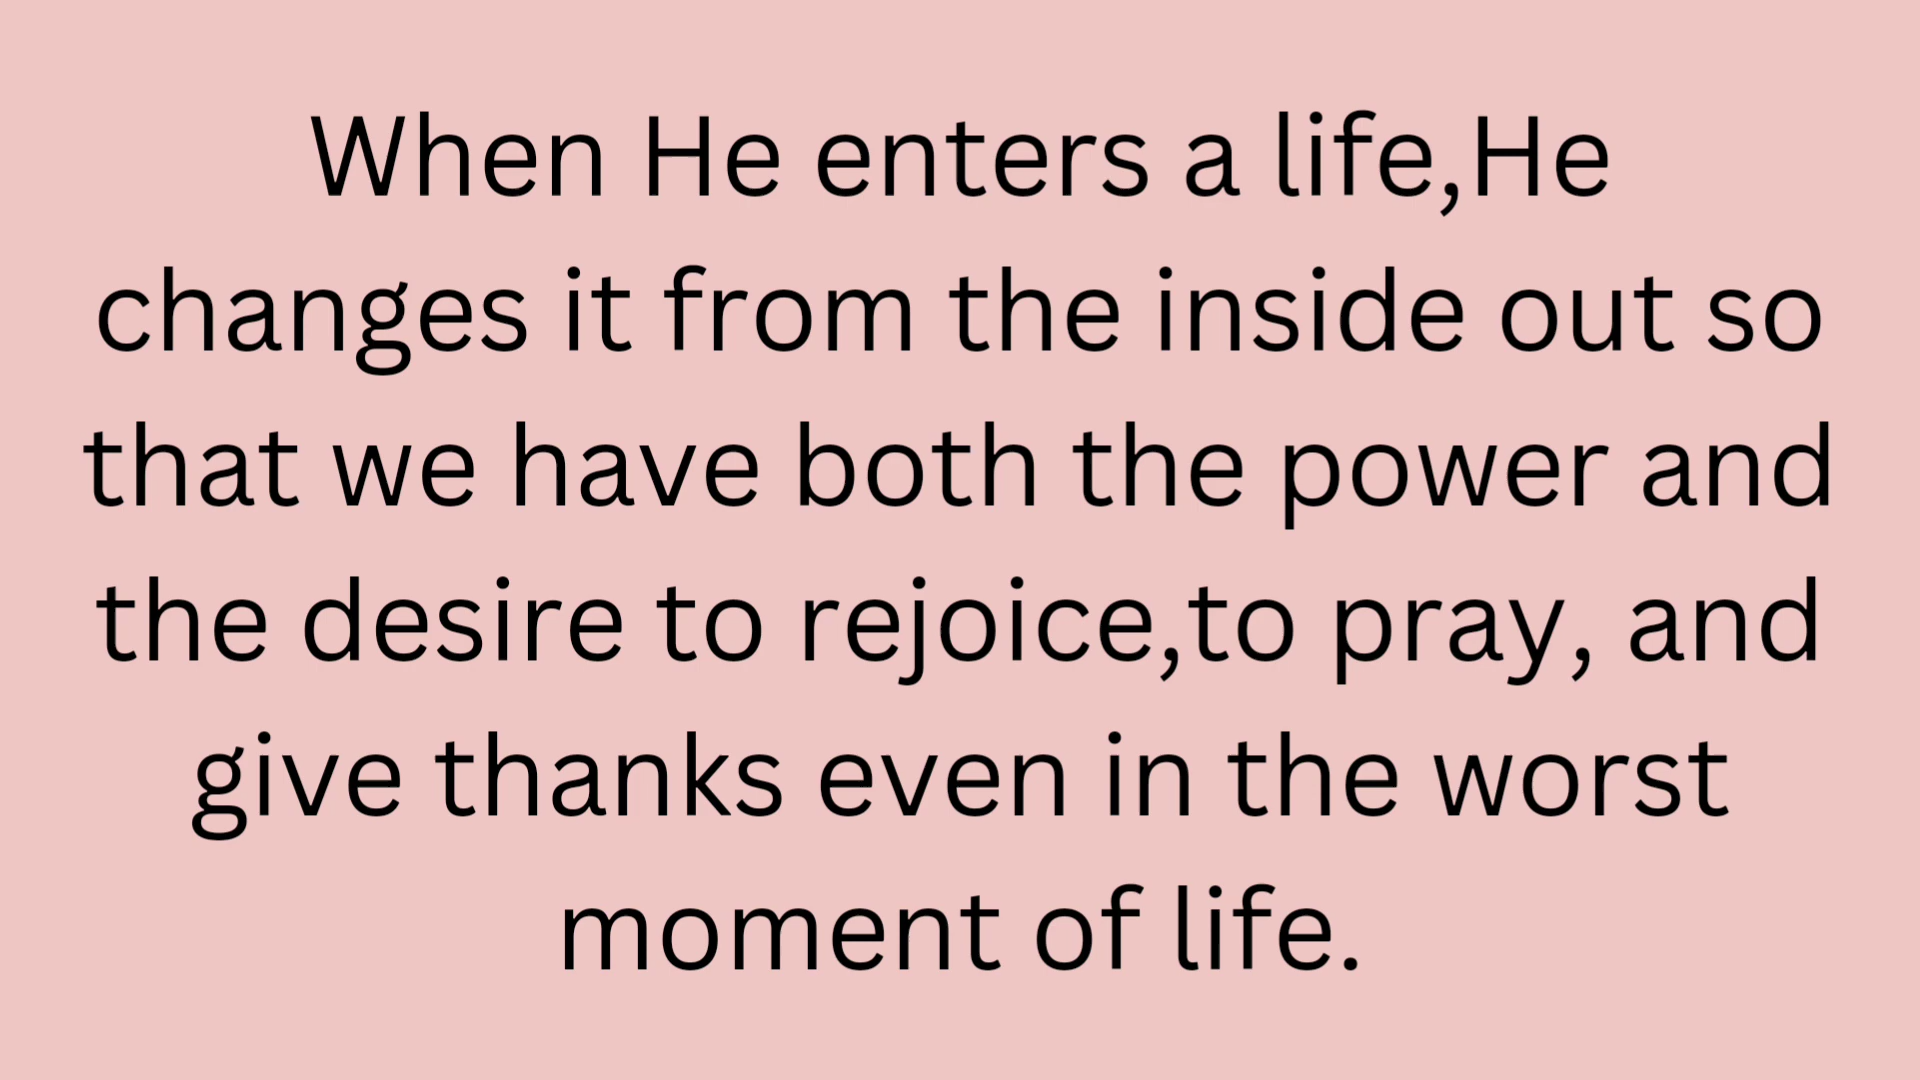 When He enters a life,He
changes it from the inside out so
that we have both the power and
the desire to rejoice,to pray, and
give thanks even in the worst
moment of life.